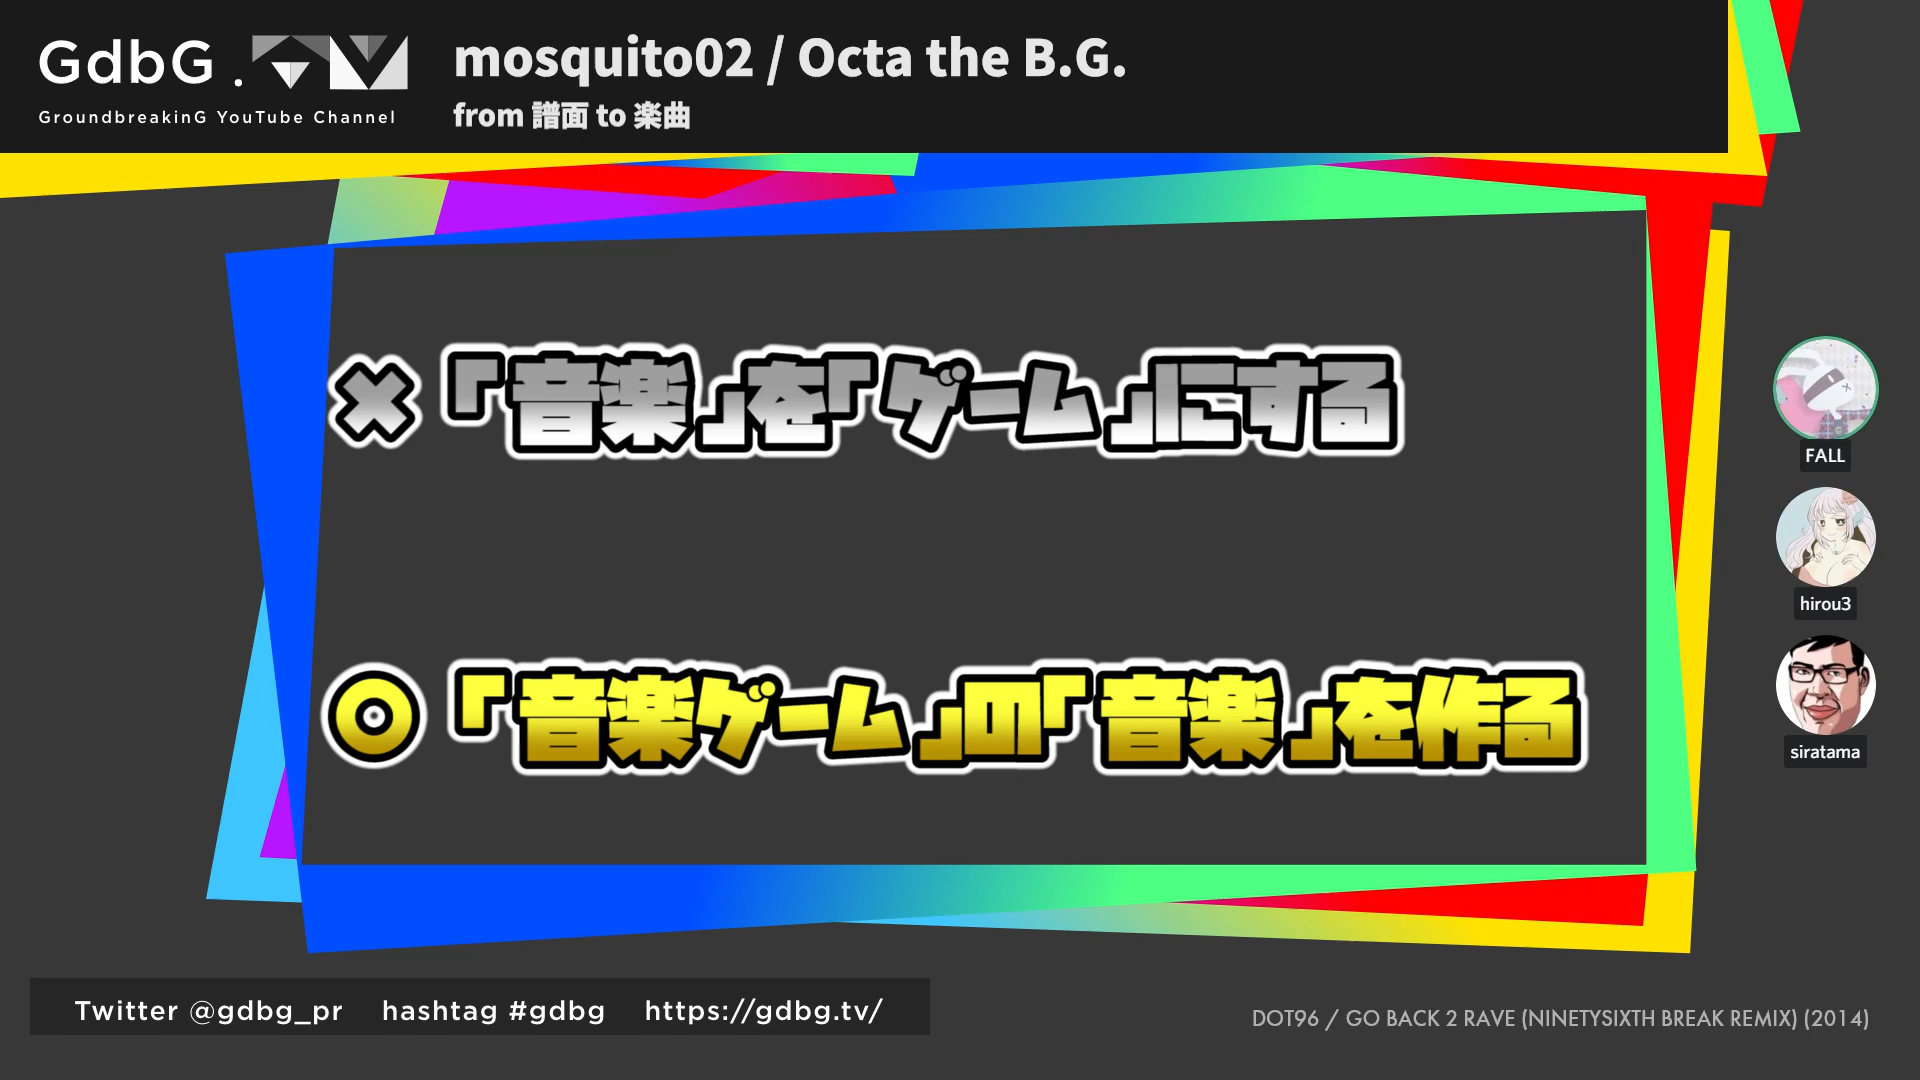 GdbG.TV
GroundbreakinG YouTube Channel
mosquito02 / Octa the B.G.
from 譜面 to 楽曲
×「音楽」を「ゲーム」にする
◎「音楽ゲーム」の「音楽」を作る
FALL
hirou3
siratama
Twitter @gdbg_pr hashtag #gdbg https://gdbg.tv/
DOT96 / GO BACK 2 RAVE (NINETYSIXTH BREAK REMIX) (2014)